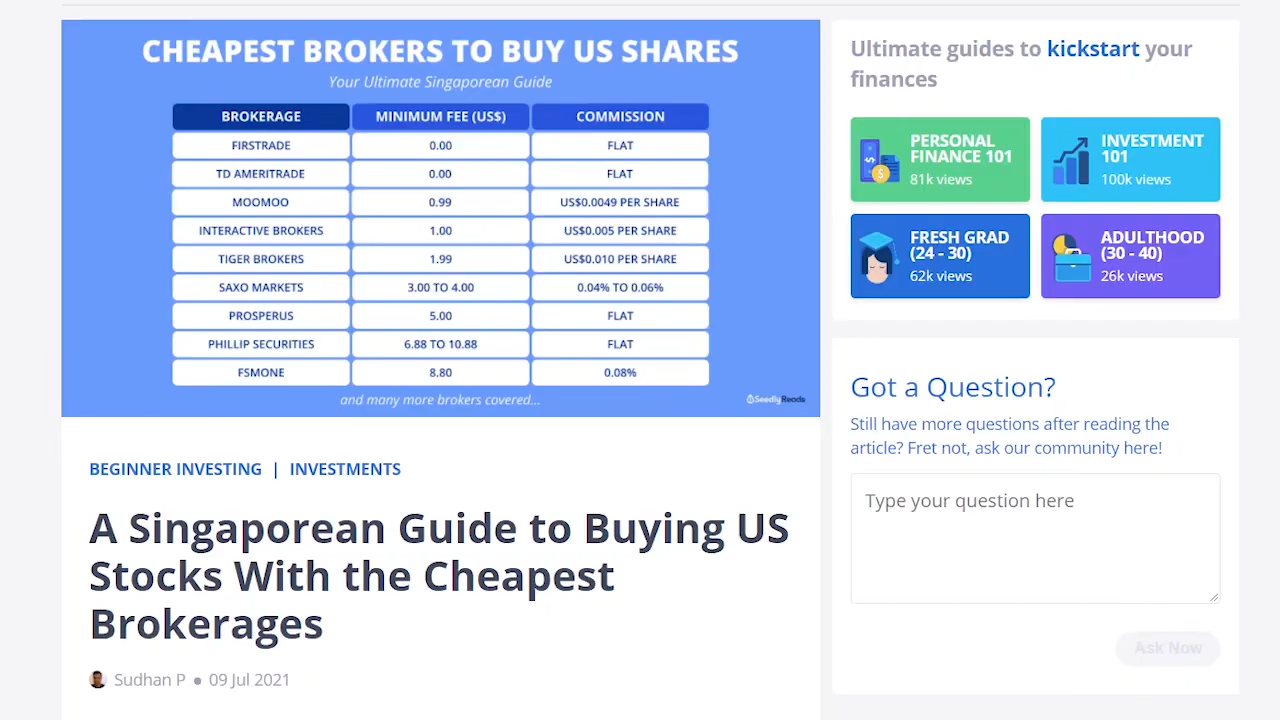 CHEAPEST BROKERS TO BUY US SHARES
Your Ultimate Singaporean Guide
BROKERAGE MINIMUM FEE (US$) COMMISSION
FIRSTRADE 0.00 FLAT
TD AMERITRADE 0.00 FLAT
MOOMOO 0.99 US$0.0049 PER SHARE
INTERACTIVE BROKERS 1.00 US$0.005 PER SHARE
TIGER BROKERS 1.99 US$0.010 PER SHARE
SAXO MARKETS 3.00 TO 4.00 0.04% TO 0.06%
PROSPERUS 5.00 FLAT
PHILLIP SECURITIES 6.88 TO 10.88 FLAT
FSMONE 8.80 0.08%
and many more brokers covered...
SeedlyReads
BEGINNER INVESTING | INVESTMENTS
A Singaporean Guide to Buying US
Stocks With the Cheapest
Brokerages
Sudhan P • 09 Jul 2021
Ultimate guides to kickstart your
finances
PERSONAL
FINANCE 101
81k views
INVESTMENT
101
100k views
FRESH GRAD
(24 - 30)
62k views
ADULTHOOD
(30 - 40)
26k views
Got a Question?
Still have more questions after reading the
article? Fret not, ask our community here!
Type your question here
Ask Now